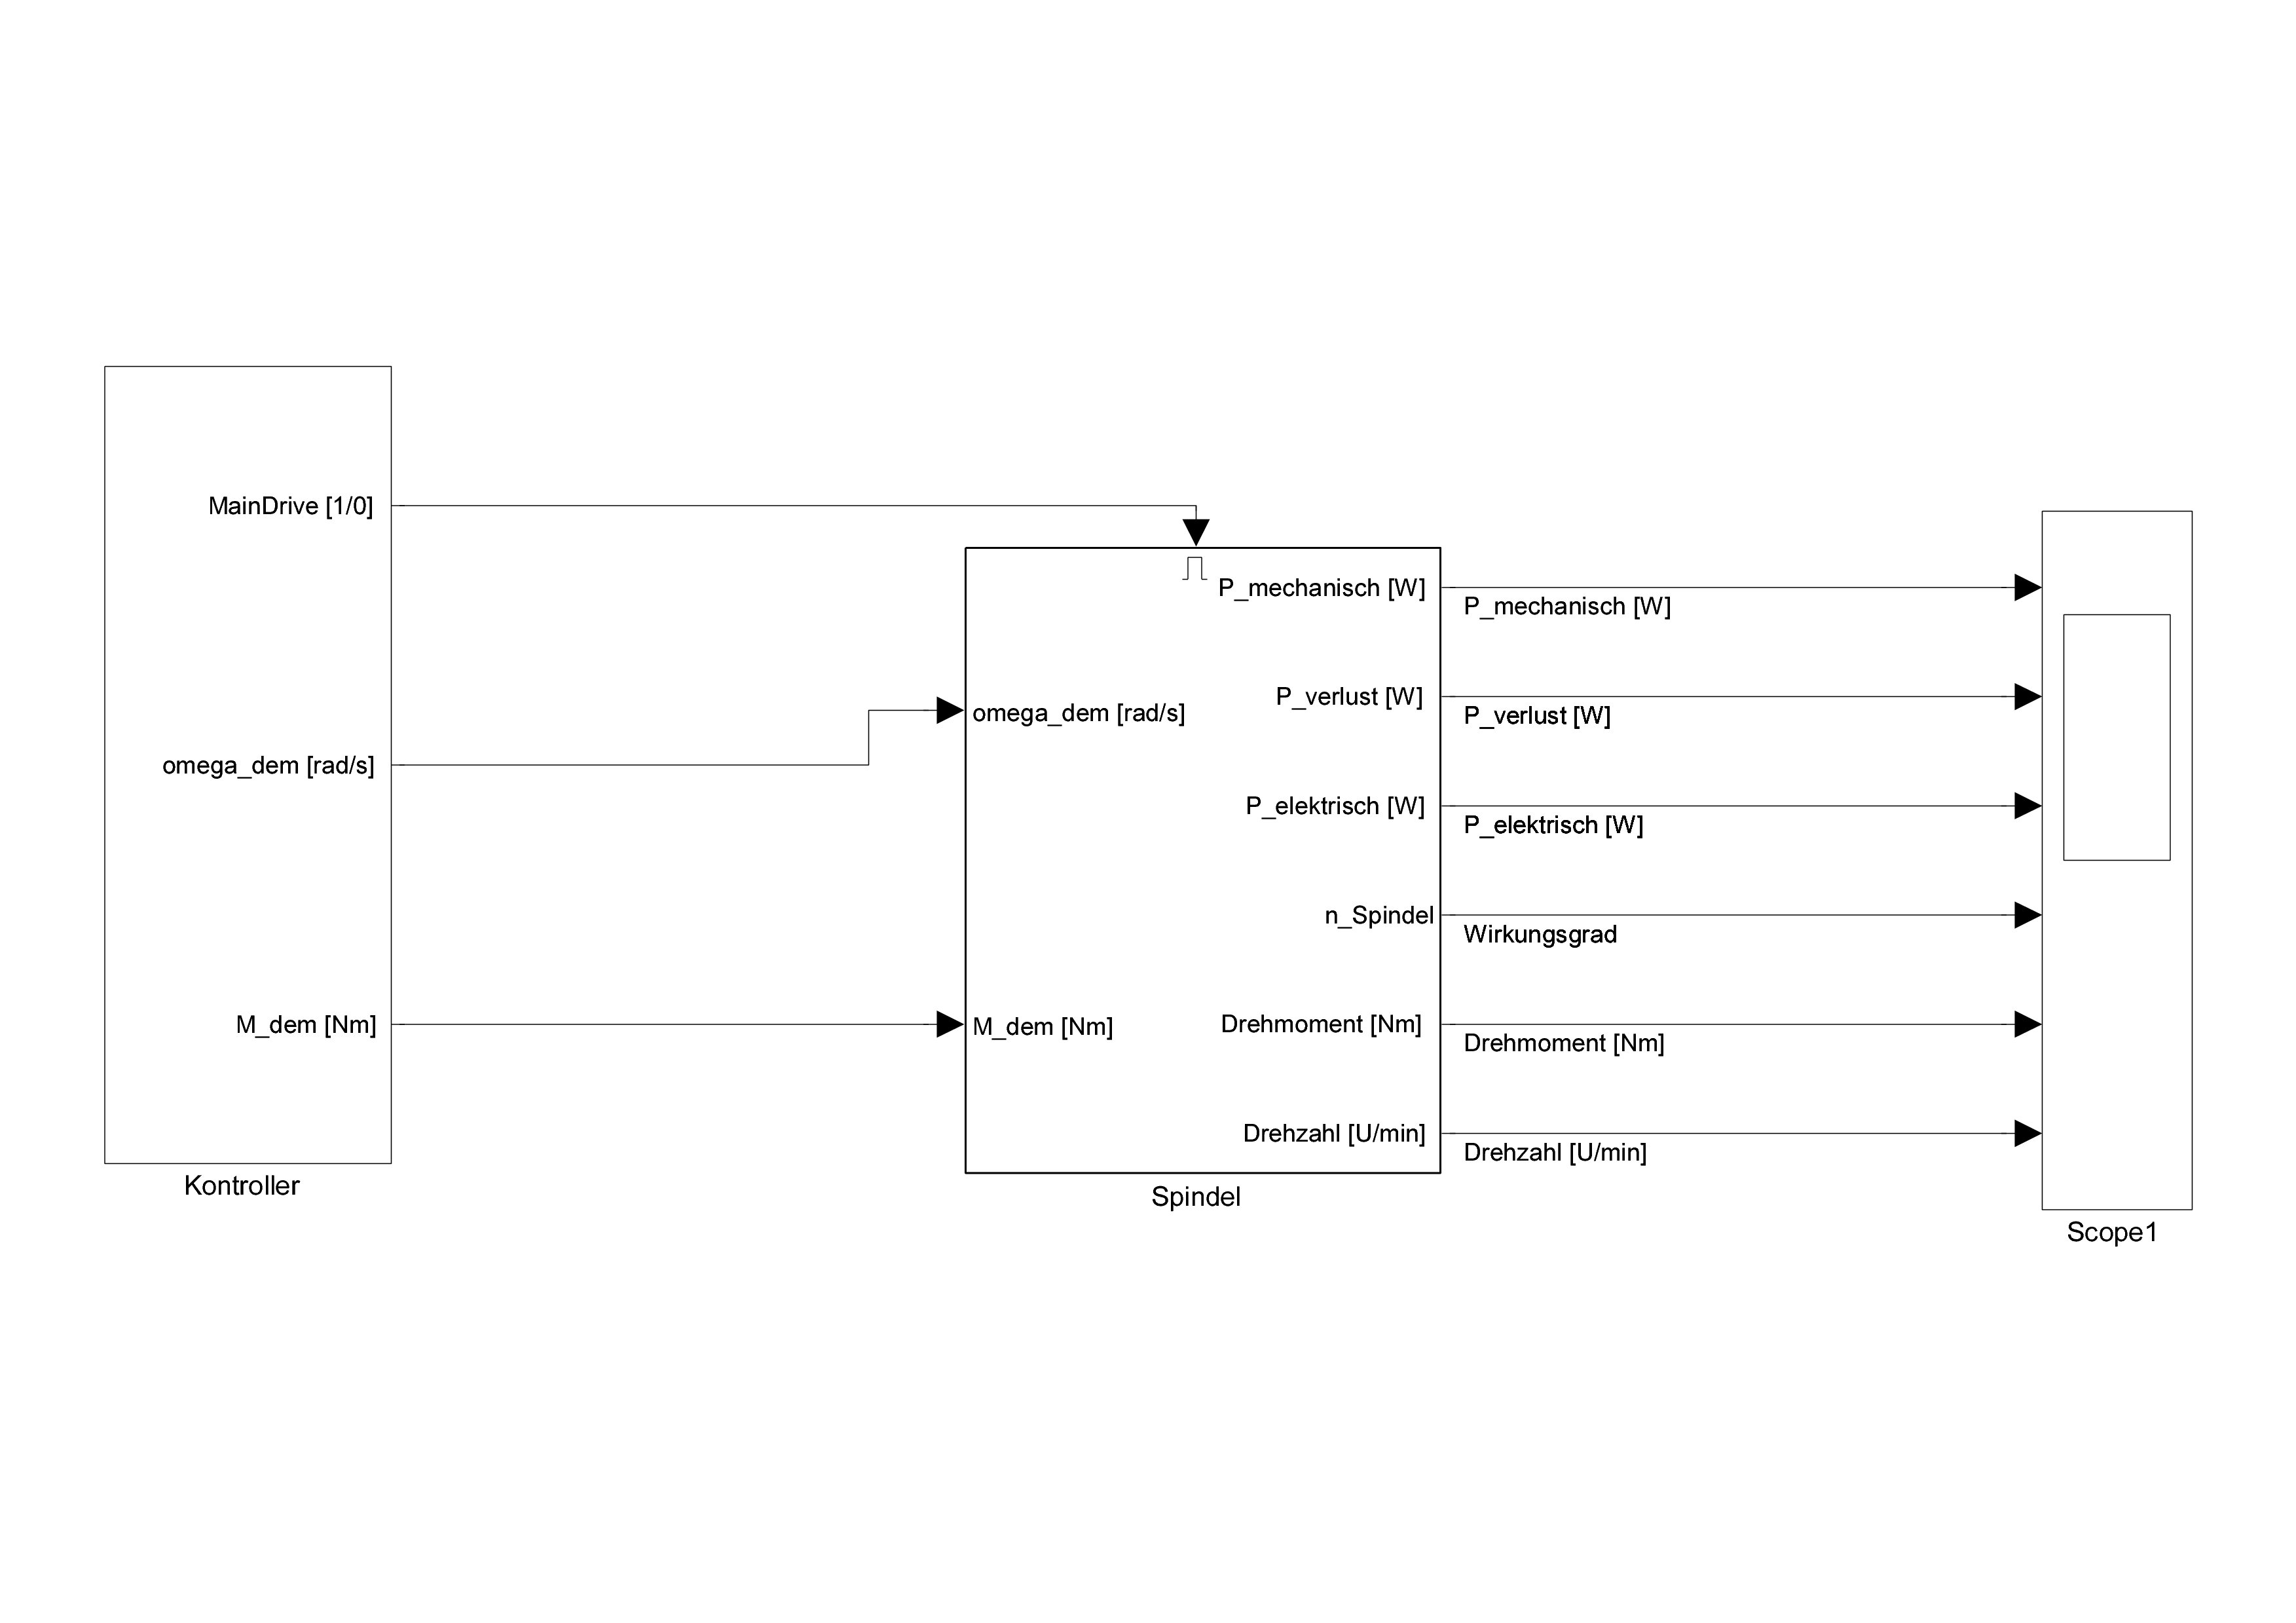 MainDrive [1/0]
omega_dem [rad/s]
M_dem [Nm]
Kontroller
omega_dem [rad/s]
M_dem [Nm]
P_mechanisch [W]
P_verlust [W]
P_elektrisch [W]
n_Spindel
Drehmoment [Nm]
Drehzahl [U/min]
Spindel
P_mechanisch [W]
P_verlust [W]
P_elektrisch [W]
Wirkungsgrad
Drehmoment [Nm]
Drehzahl [U/min]
Scope1